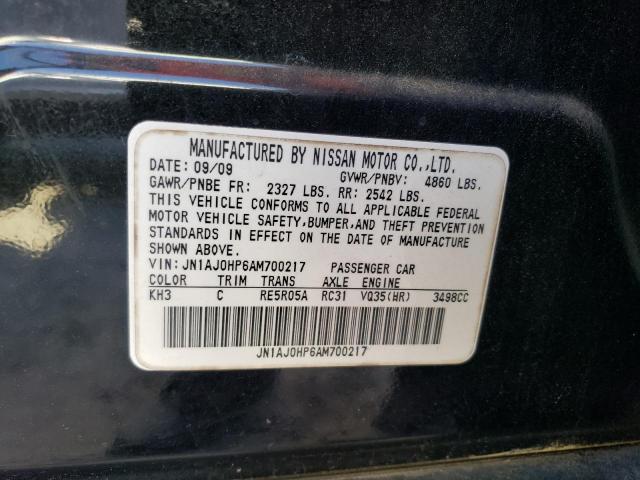 MANUFACTURED BY NISSAN MOTOR CO.,LTD.
DATE: 09/09 GVWR/PNBV: 4860 LBS.
GAWR/PNBE FR: 2327 LBS. RR: 2542 LBS.
THIS VEHICLE CONFORMS TO ALL APPLICABLE FEDERAL
MOTOR VEHICLE SAFETY,BUMPER,AND THEFT PREVENTION
STANDARDS IN EFFECT ON THE DATE OF MANUFACTURE
SHOWN ABOVE.
VIN: JN1AJ0HP6AM700217 PASSENGER CAR
COLOR TRIM TRANS AXLE ENGINE
KH3 C RE5R05A RC31 VQ35(HR) 3498CC
JN1AJ0HP6AM700217